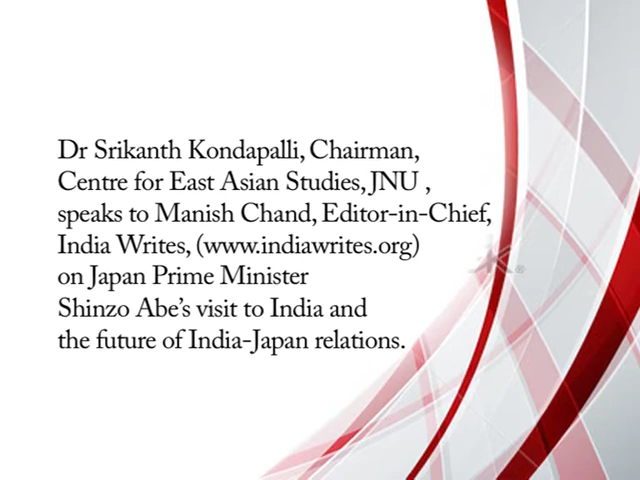 Dr Srikanth Kondapalli, Chairman,
Centre for East Asian Studies, JNU ,
speaks to Manish Chand, Editor-in-Chief,
India Writes, (www.indiawrites.org)
on Japan Prime Minister
Shinzo Abe’s visit to India and
the future of India-Japan relations.